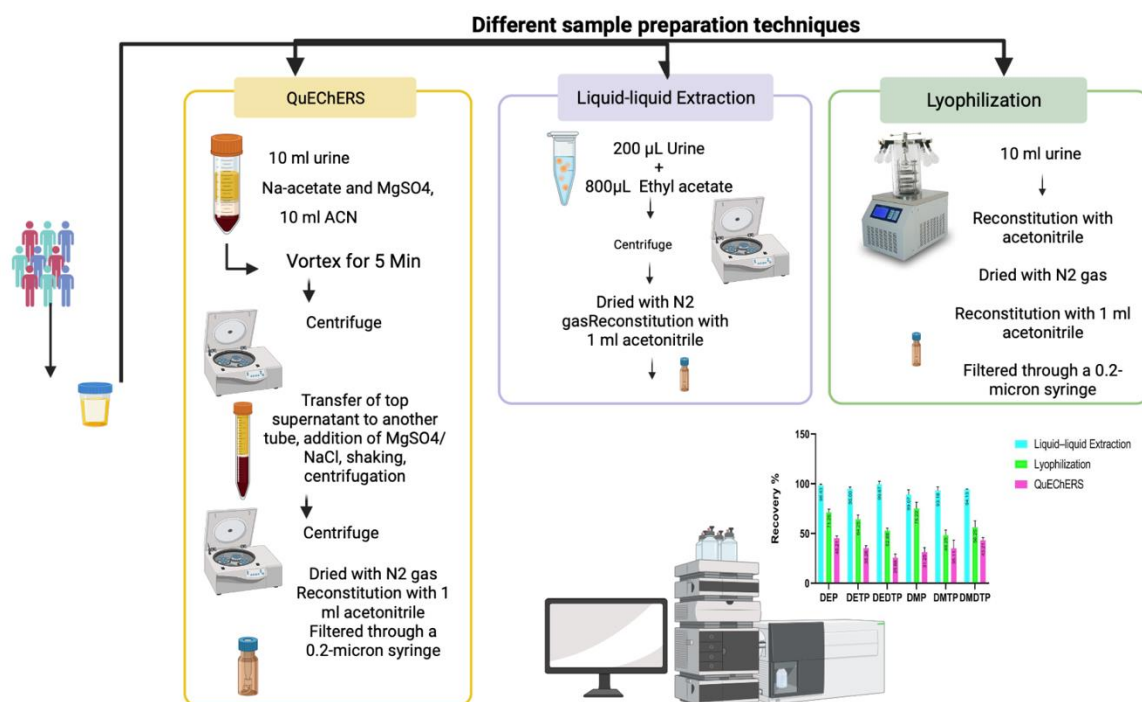 Different sample preparation techniques
QuEChERS
10 ml urine
Na-acetate and MgSO4,
10 ml ACN
Vortex for 5 Min
Centrifuge
Transfer of top
supernatant to another
tube, addition of MgSO4/
NaCl, shaking,
centrifugation
Centrifuge
Dried with N2 gas
Reconstitution with 1
ml acetonitrile
Filtered through a
0.2-micron syringe
Liquid-liquid Extraction
200 µL Urine
+
800µL Ethyl acetate
Centrifuge
Dried with N2
gasReconstitution with
1 ml acetonitrile
Lyophilization
10 ml urine
Reconstitution with
acetonitrile
Dried with N2 gas
Reconstitution with 1 ml
acetonitrile
Filtered through a 0.2-
micron syringe
Recovery %
150
100
50
0
DEP DETP DEDTP DMP DMTP DMDTP
Liquid–liquid Extraction
Lyophilization
QuEChERS